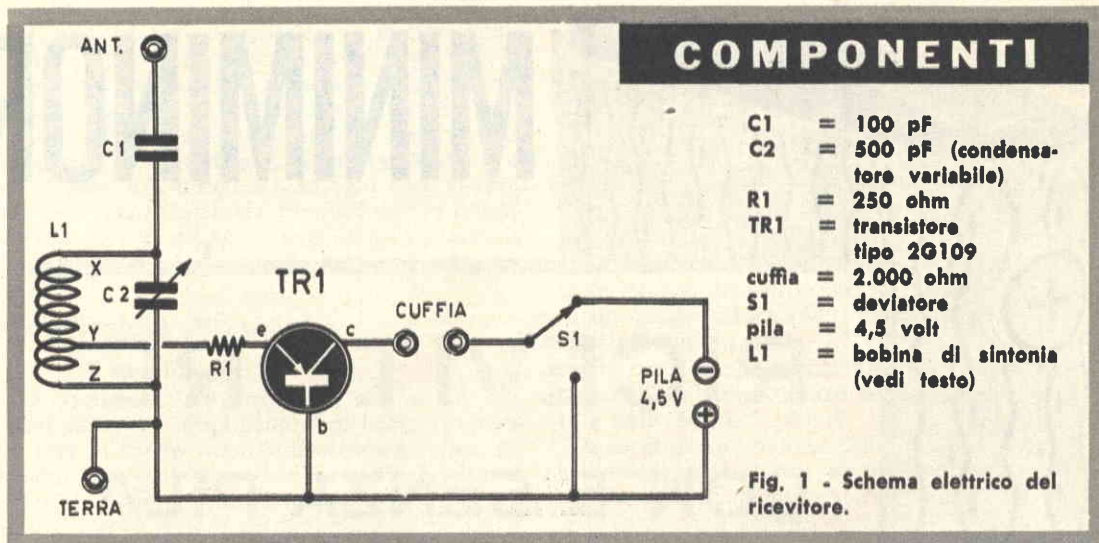 ANT.
C1
L1
X
C2
Y
Z
R1
TR1
e
c
b
CUFFIA
S1
PILA
4,5 V
−
+
TERRA
COMPONENTI
C1 = 100 pF
C2 = 500 pF (condensa-
tore variabile)
R1 = 250 ohm
TR1 = transistore
tipo 2G109
cuffia = 2.000 ohm
S1 = deviatore
pila = 4,5 volt
L1 = bobina di sintonia
(vedi testo)
Fig. 1 - Schema elettrico del
ricevitore.